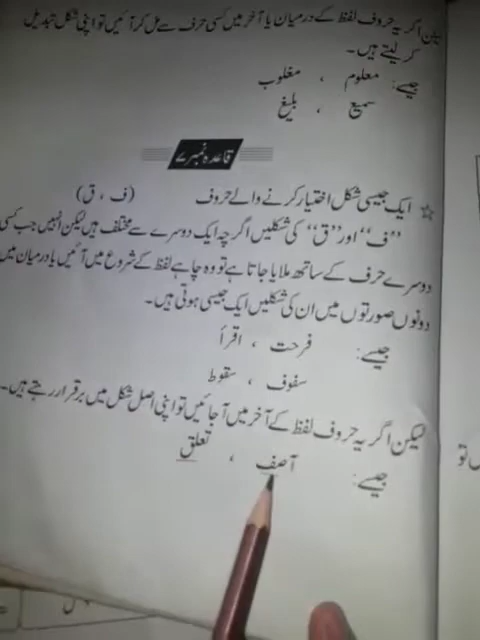 لیکن اگر یہ حروف لفظ کے درمیان یا آخر میں کسی حرف سے مل کر آئیں تو اپنی شکل تبدیل
کر لیتے ہیں۔
جیسے: معلوم ، مغلوب
سمیع ، بلیغ
قاعدہ نمبر ۷
☆ ایک جیسی شکل اختیار کرنے والے حروف (ف ، ق)
”ف“ اور ”ق“ کی شکلیں اگرچہ ایک دوسرے سے مختلف ہیں لیکن انہیں جب کسی
دوسرے حرف کے ساتھ ملایا جاتا ہے تو وہ چاہے لفظ کے شروع میں آئیں یا درمیان میں
دونوں صورتوں میں ان کی شکلیں ایک جیسی ہوتی ہیں۔
جیسے: فرحت ، اقرأ
سفوف ، سقوط
لیکن اگر یہ حروف لفظ کے آخر میں آ جائیں تو اپنی اصل شکل میں برقرار رہتے ہیں۔
جیسے: آصف ، تعلق
تو